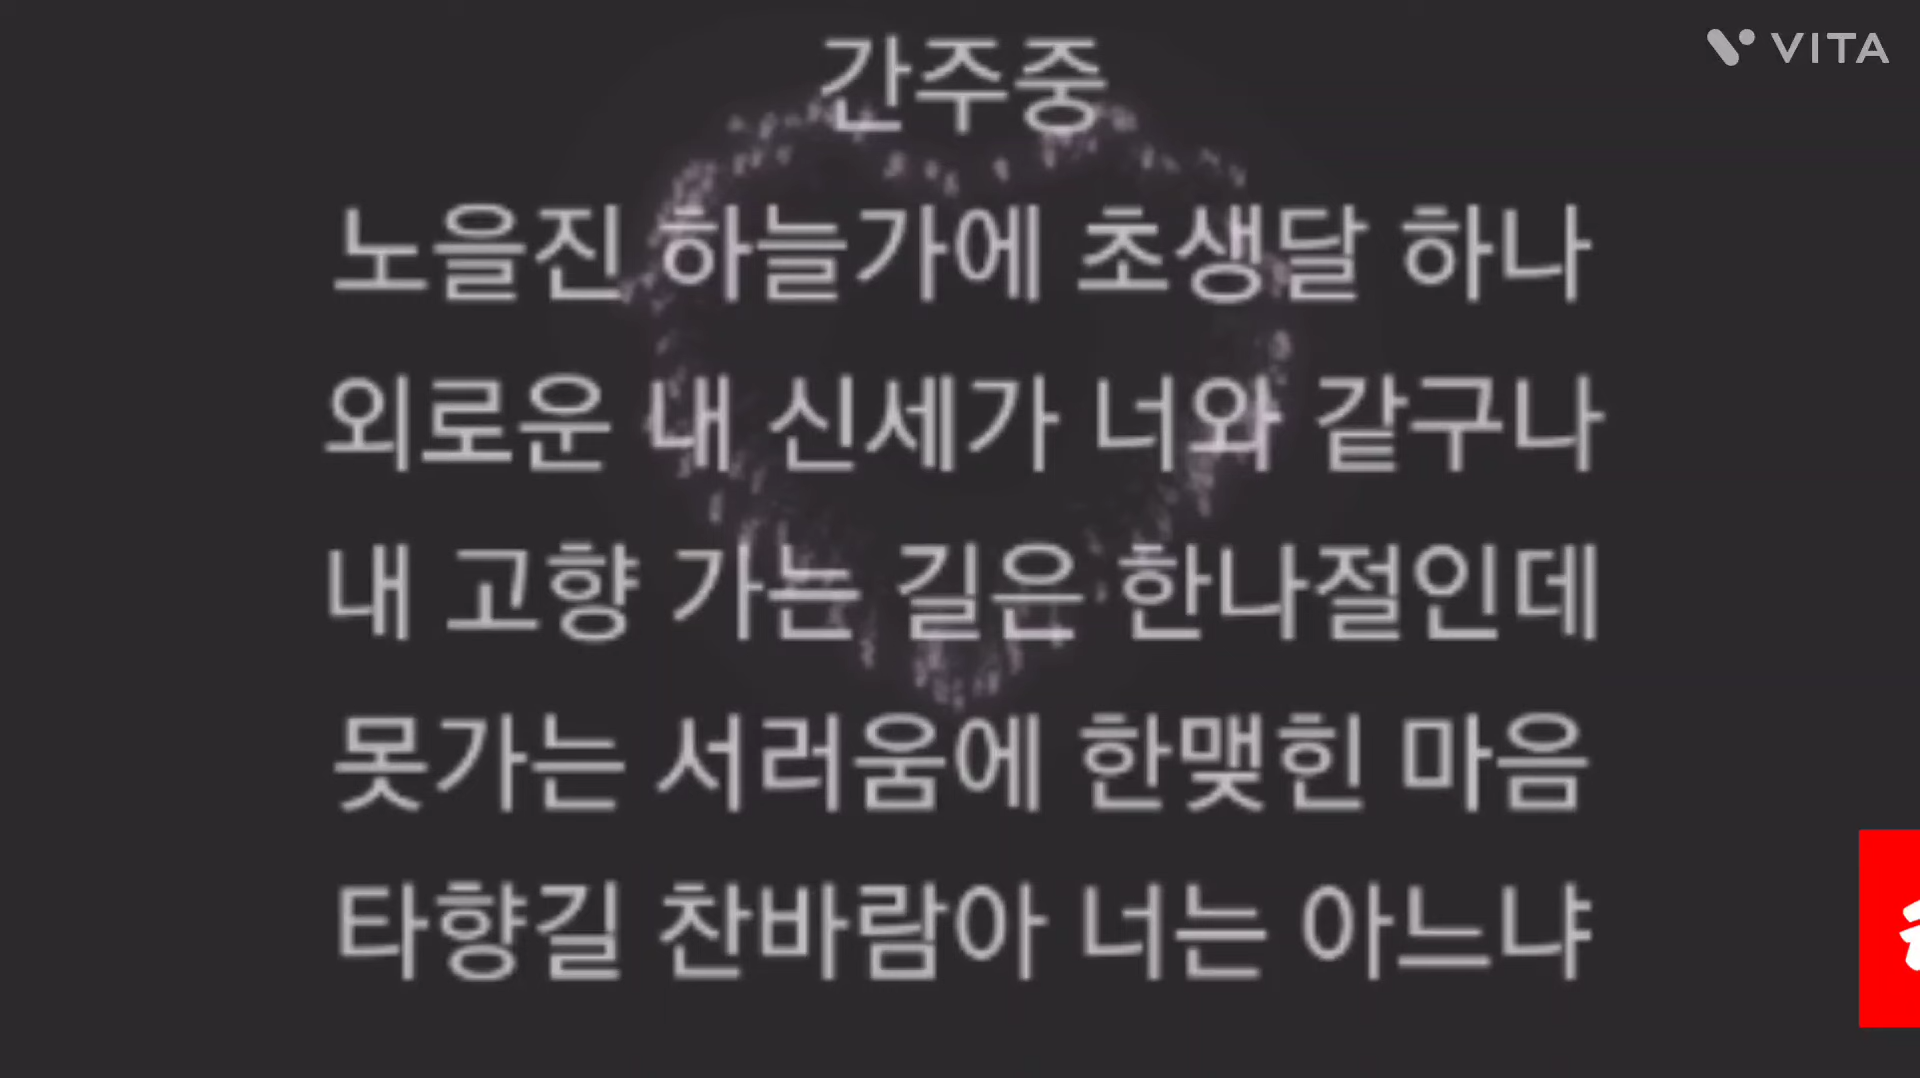 VITA
간주중
노을진 하늘가에 초생달 하나
외로운 내 신세가 너와 같구나
내 고향 가는 길은 한나절인데
못가는 서러움에 한맺힌 마음
타향길 찬바람아 너는 아느냐